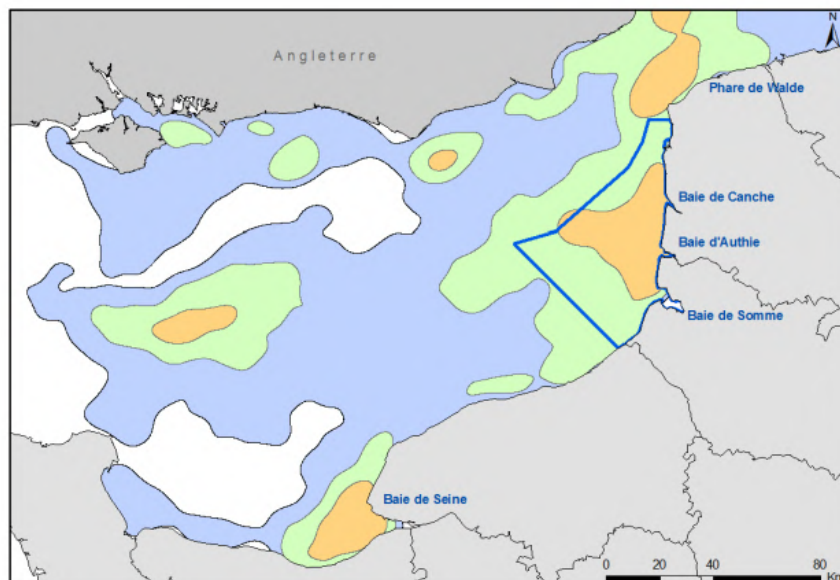 N
Angleterre
Phare de Walde
Baie de Canche
Baie d'Authie
Baie de Somme
Baie de Seine
0 20 40 80